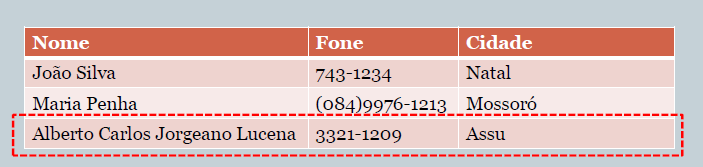 Nome Fone Cidade
João Silva 743-1234 Natal
Maria Penha (084)9976-1213 Mossoró
Alberto Carlos Jorgeano Lucena 3321-1209 Assu